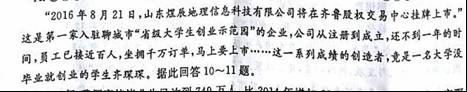 "2016年8月21日,山东煜辰地理信息科技有限公司将在齐鲁股权交易中心挂牌上市。"
这是第一家入驻聊城市"省级大学生创业示范园"的企业,公司从注册到成立,还不到一年的时
间,员工已接近百人,坐拥千万订单,马上要上市……这一系列成绩的创造者,竟是一名大学没
毕业就创业的学生齐琛琛。据此回答10~11题。